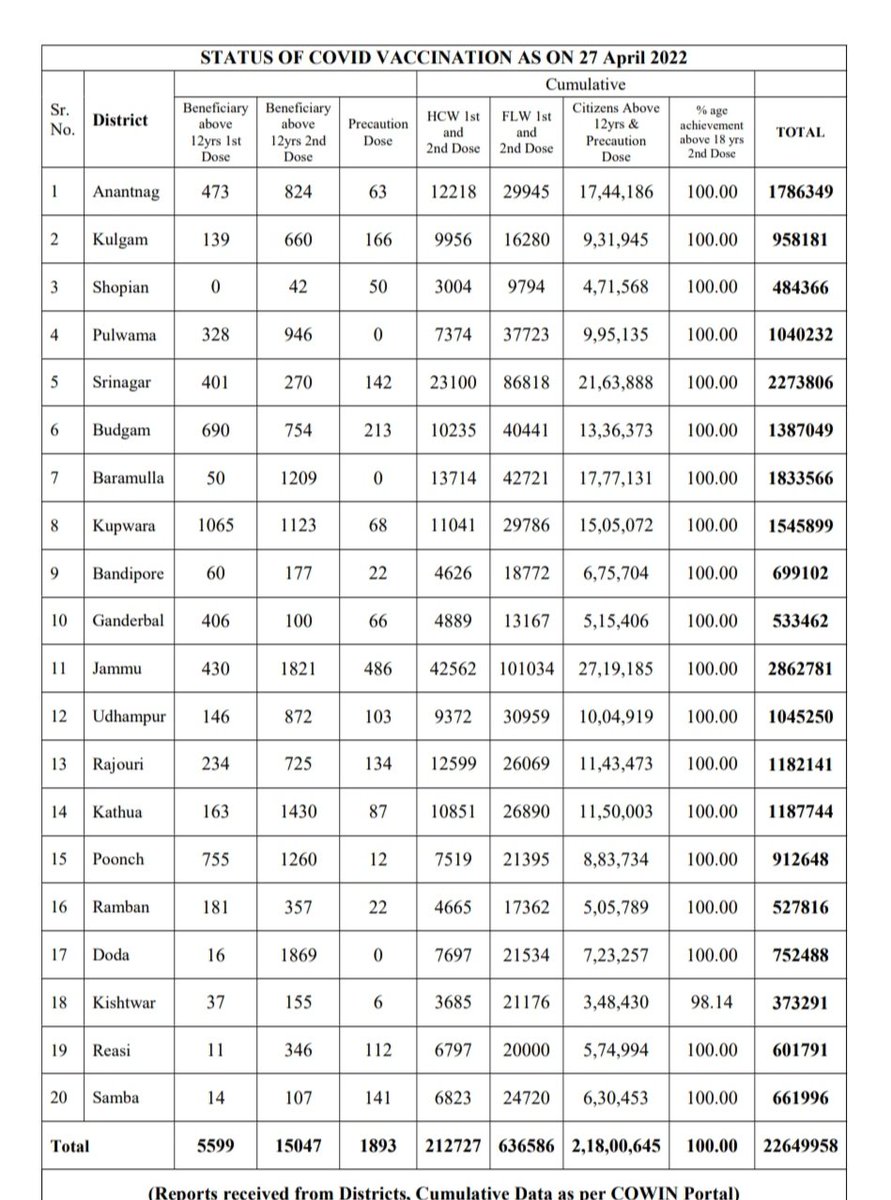 STATUS OF COVID VACCINATION AS ON 27 April 2022
Sr. No. District Beneficiary above 12yrs 1st Dose Beneficiary above 12yrs 2nd Dose Precaution Dose Cumulative HCW 1st and 2nd Dose FLW 1st and 2nd Dose Citizens Above 12yrs & Precaution Dose % age achievement above 18 yrs 2nd Dose TOTAL
1 Anantnag 473 824 63 12218 29945 17,44,186 100.00 1786349
2 Kulgam 139 660 166 9956 16280 9,31,945 100.00 958181
3 Shopian 0 42 50 3004 9794 4,71,568 100.00 484366
4 Pulwama 328 946 0 7374 37723 9,95,135 100.00 1040232
5 Srinagar 401 270 142 23100 86818 21,63,888 100.00 2273806
6 Budgam 690 754 213 10235 40441 13,36,373 100.00 1387049
7 Baramulla 50 1209 0 13714 42721 17,77,131 100.00 1833566
8 Kupwara 1065 1123 68 11041 29786 15,05,072 100.00 1545899
9 Bandipore 60 177 22 4626 18772 6,75,704 100.00 699102
10 Ganderbal 406 100 66 4889 13167 5,15,406 100.00 533462
11 Jammu 430 1821 486 42562 101034 27,19,185 100.00 2862781
12 Udhampur 146 872 103 9372 30959 10,04,919 100.00 1045250
13 Rajouri 234 725 134 12599 26069 11,43,473 100.00 1182141
14 Kathua 163 1430 87 10851 26890 11,50,003 100.00 1187744
15 Poonch 755 1260 12 7519 21395 8,83,734 100.00 912648
16 Ramban 181 357 22 4665 17362 5,05,789 100.00 527816
17 Doda 16 1869 0 7697 21534 7,23,257 100.00 752488
18 Kishtwar 37 155 6 3685 21176 3,48,430 98.14 373291
19 Reasi 11 346 112 6797 20000 5,74,994 100.00 601791
20 Samba 14 107 141 6823 24720 6,30,453 100.00 661996
Total 5599 15047 1893 212727 636586 2,18,00,645 100.00 22649958
(Reports received from Districts, Cumulative Data as per COWIN Portal)